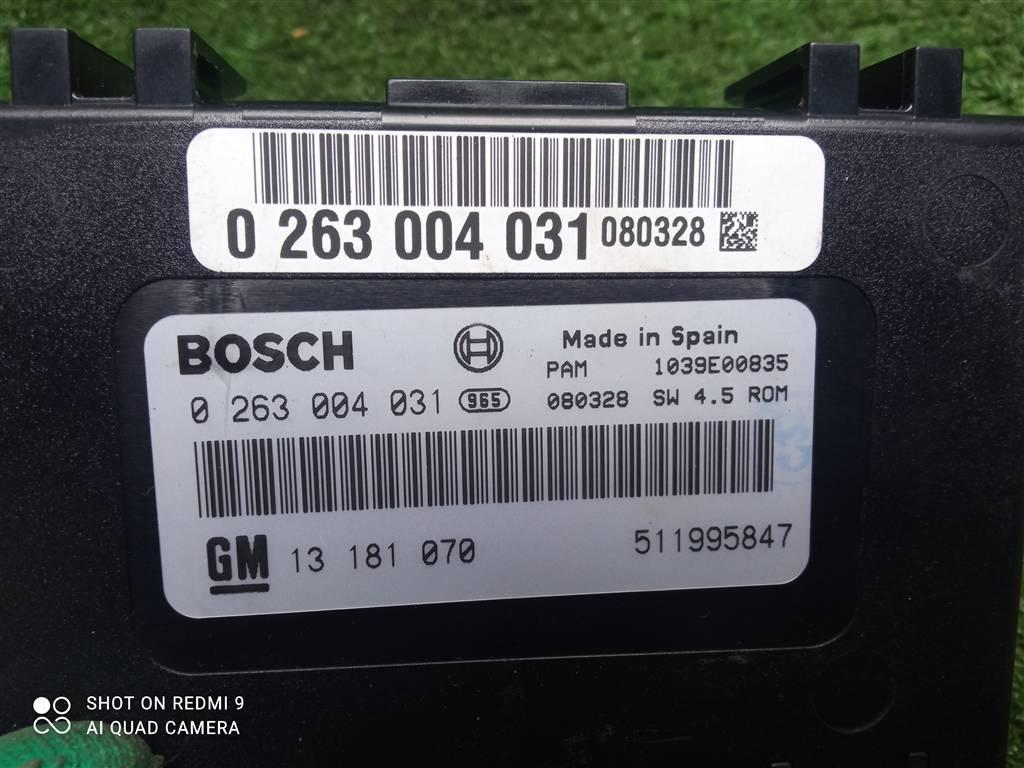 0 263 004 031 080328
BOSCH Made in Spain
PAM 1039E00835
0 263 004 031 965 080328 SW 4.5 ROM
GM 13 181 070 511995847
SHOT ON REDMI 9
AI QUAD CAMERA